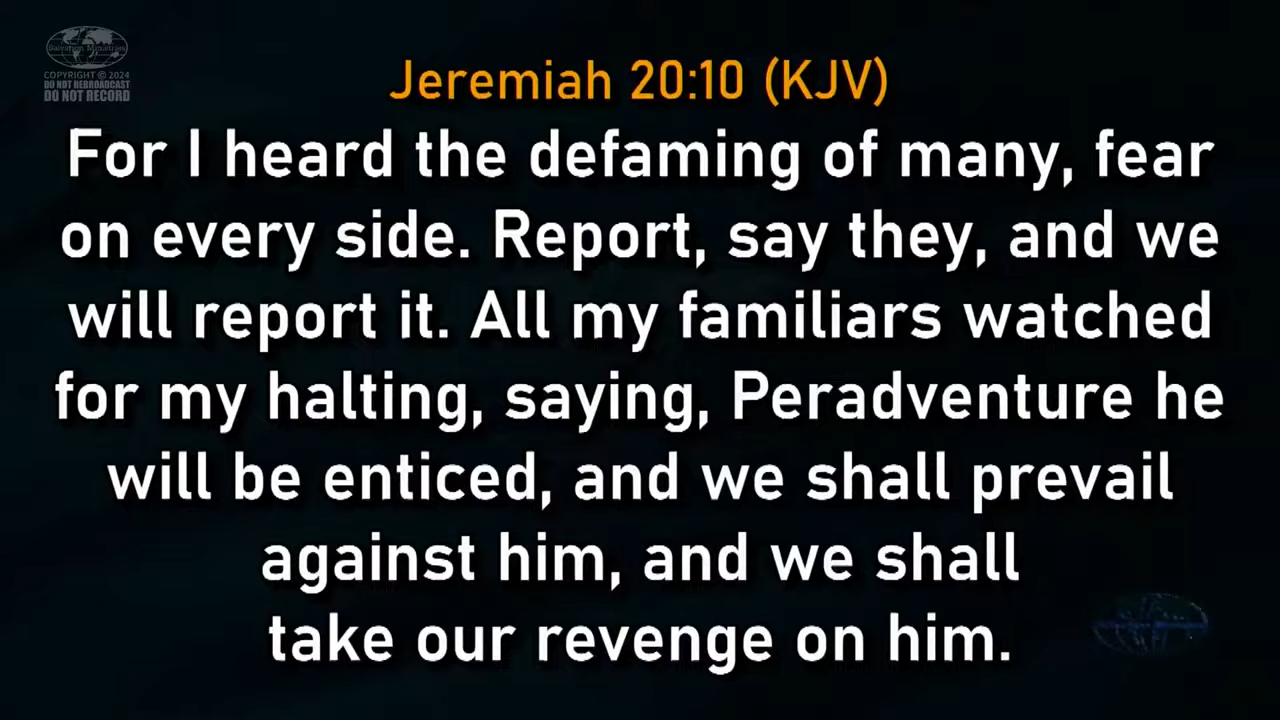 Salvation Ministries
COPYRIGHT © 2024
DO NOT REBROADCAST
DO NOT RECORD
Jeremiah 20:10 (KJV)
For I heard the defaming of many, fear
on every side. Report, say they, and we
will report it. All my familiars watched
for my halting, saying, Peradventure he
will be enticed, and we shall prevail
against him, and we shall
take our revenge on him.